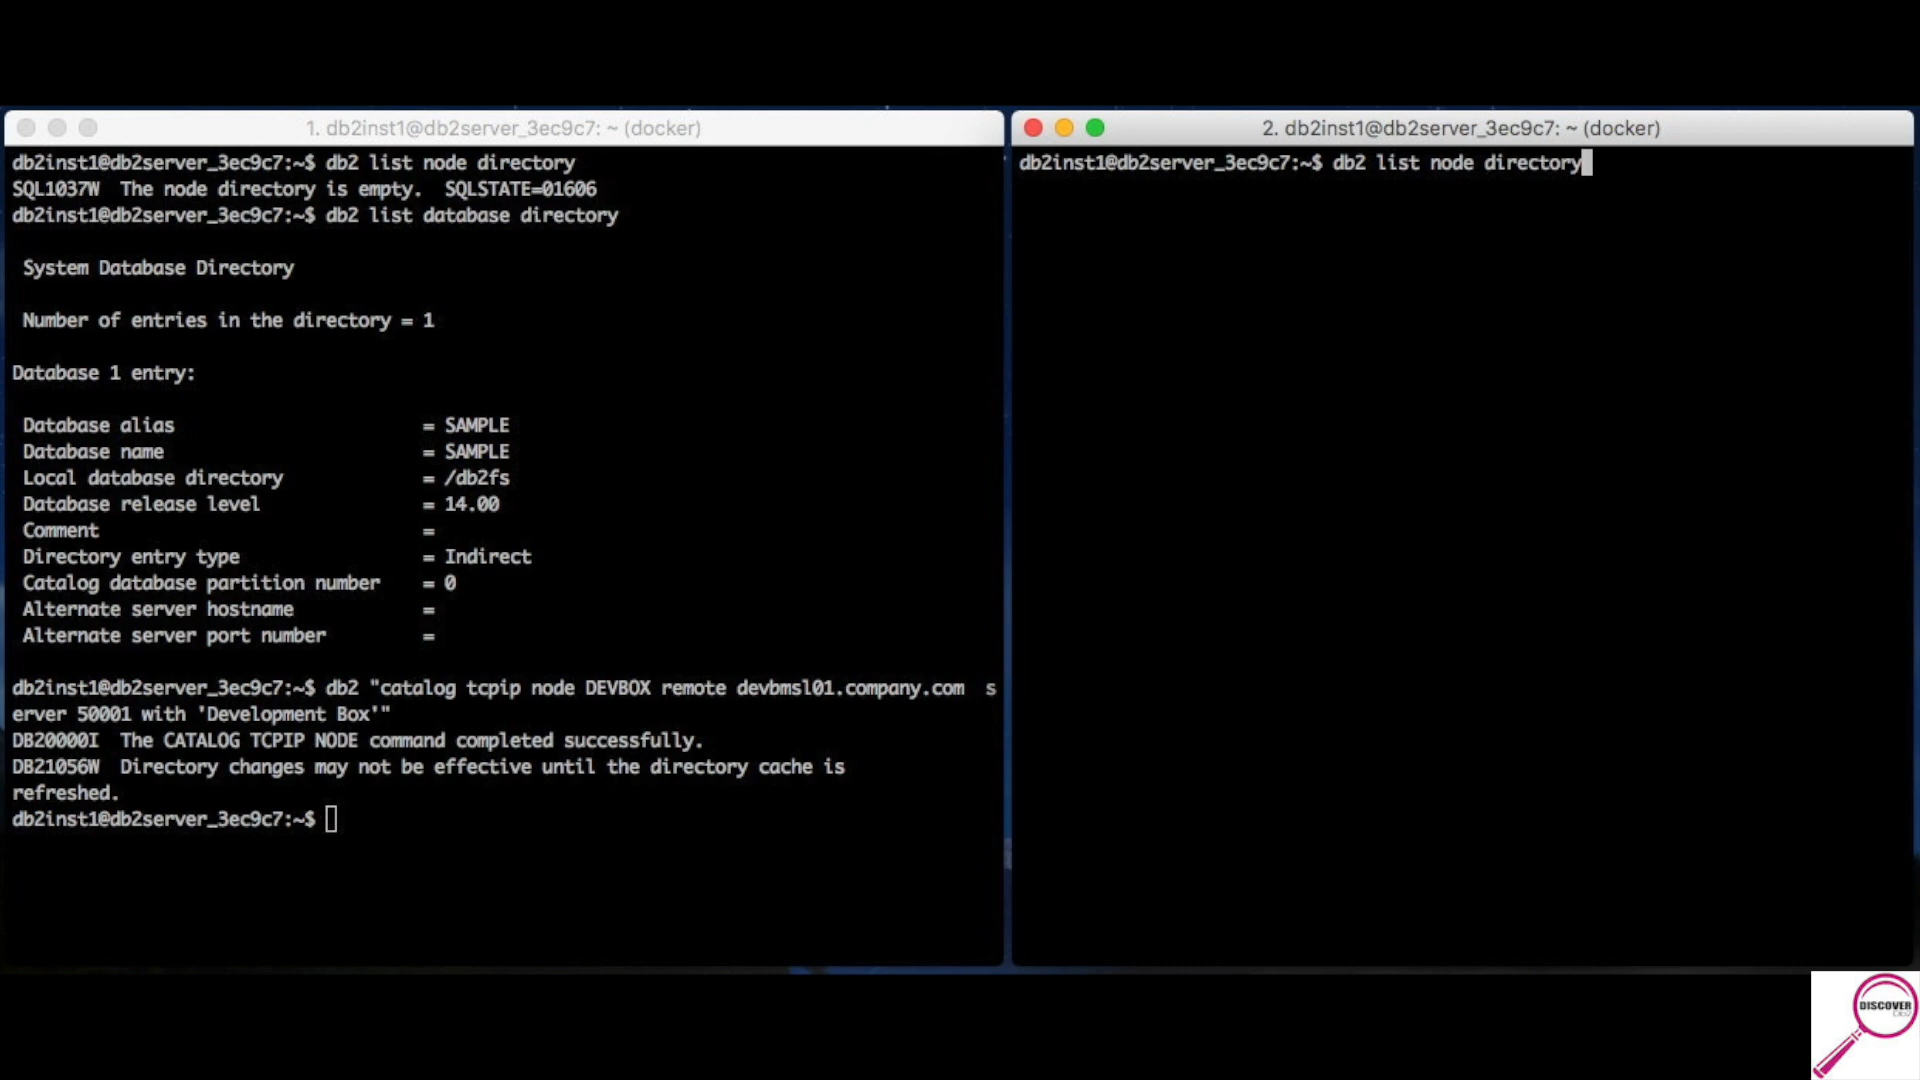 1. db2inst1@db2server_3ec9c7: ~ (docker)
db2inst1@db2server_3ec9c7:~$ db2 list node directory
SQL1037W  The node directory is empty.  SQLSTATE=01606
db2inst1@db2server_3ec9c7:~$ db2 list database directory
System Database Directory
Number of entries in the directory = 1
Database 1 entry:
Database alias = SAMPLE
Database name = SAMPLE
Local database directory = /db2fs
Database release level = 14.00
Comment =
Directory entry type = Indirect
Catalog database partition number = 0
Alternate server hostname =
Alternate server port number =
db2inst1@db2server_3ec9c7:~$ db2 "catalog tcpip node DEVBOX remote devbmsl01.company.com  s
erver 50001 with 'Development Box'"
DB20000I  The CATALOG TCPIP NODE command completed successfully.
DB21056W  Directory changes may not be effective until the directory cache is
refreshed.
db2inst1@db2server_3ec9c7:~$
2. db2inst1@db2server_3ec9c7: ~ (docker)
db2inst1@db2server_3ec9c7:~$ db2 list node directory
DISCOVER
Db2